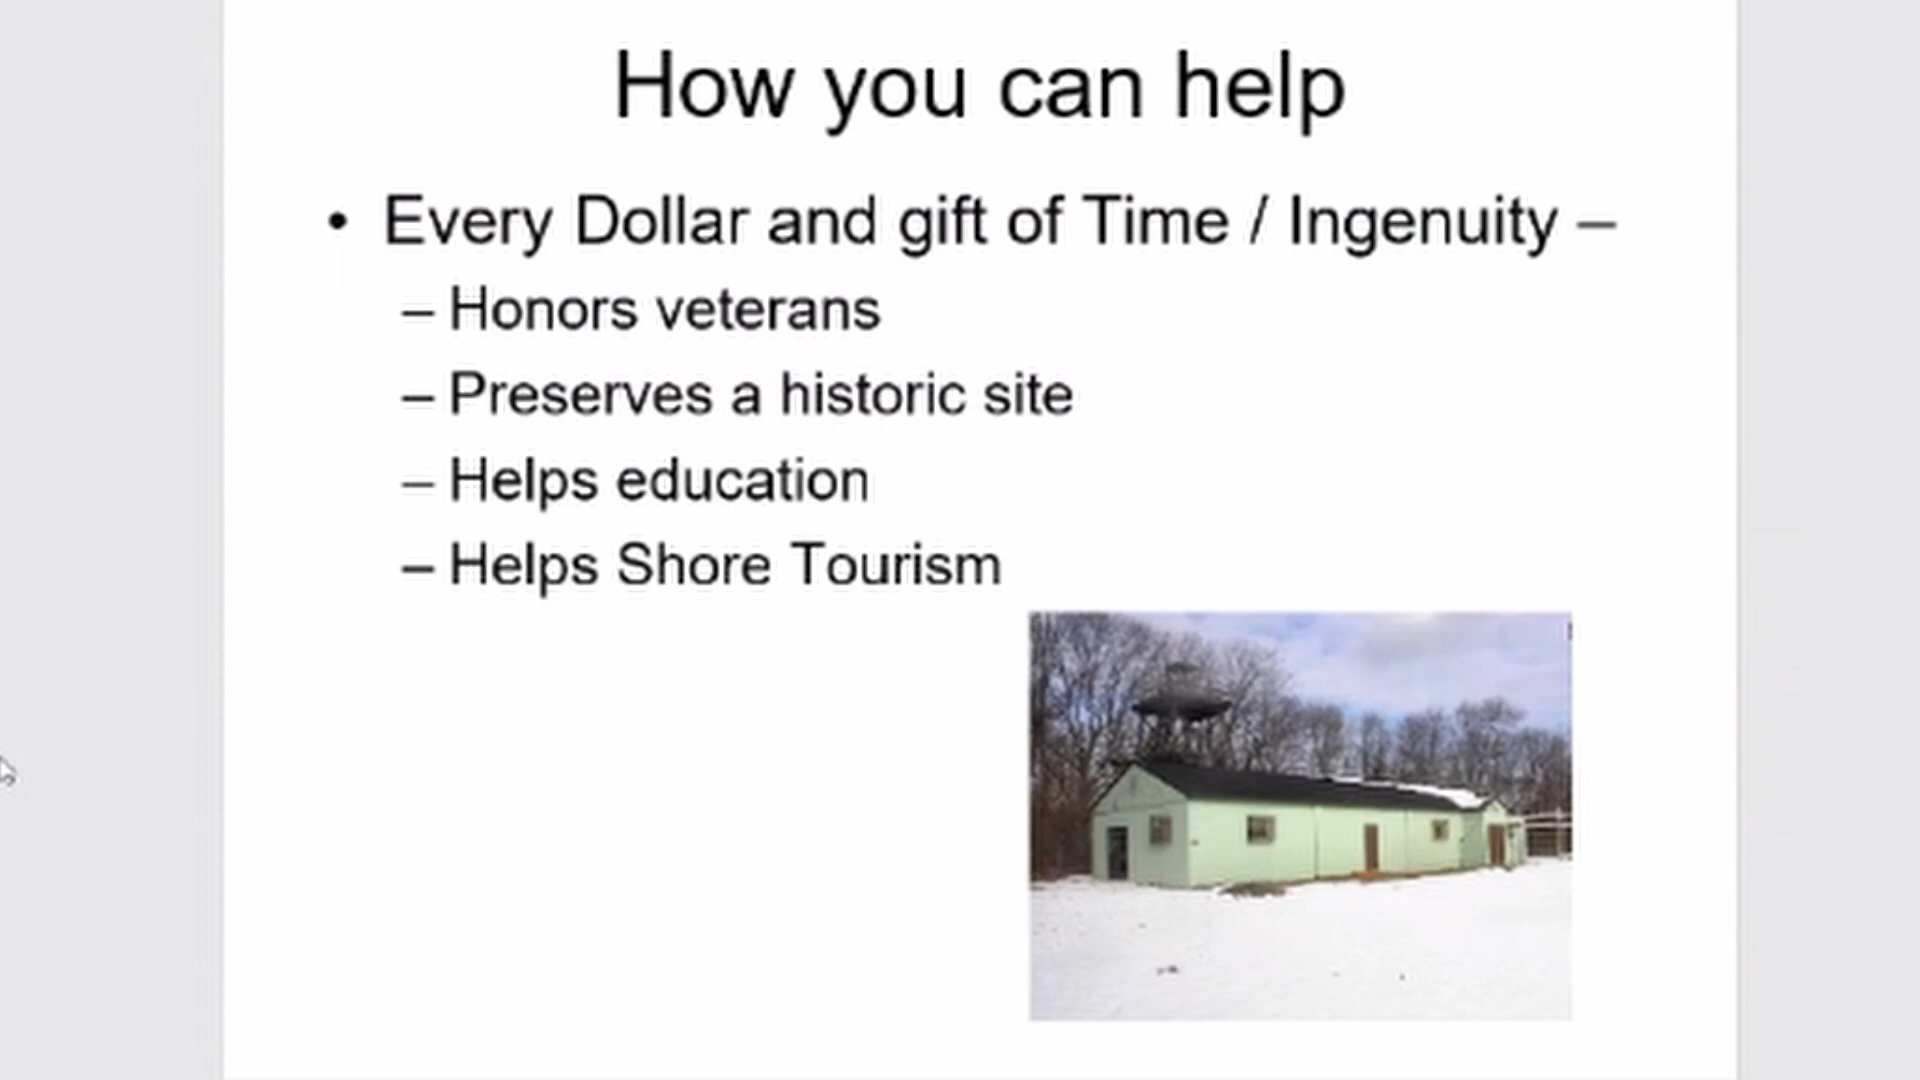 How you can help
• Every Dollar and gift of Time / Ingenuity –
– Honors veterans
– Preserves a historic site
– Helps education
– Helps Shore Tourism